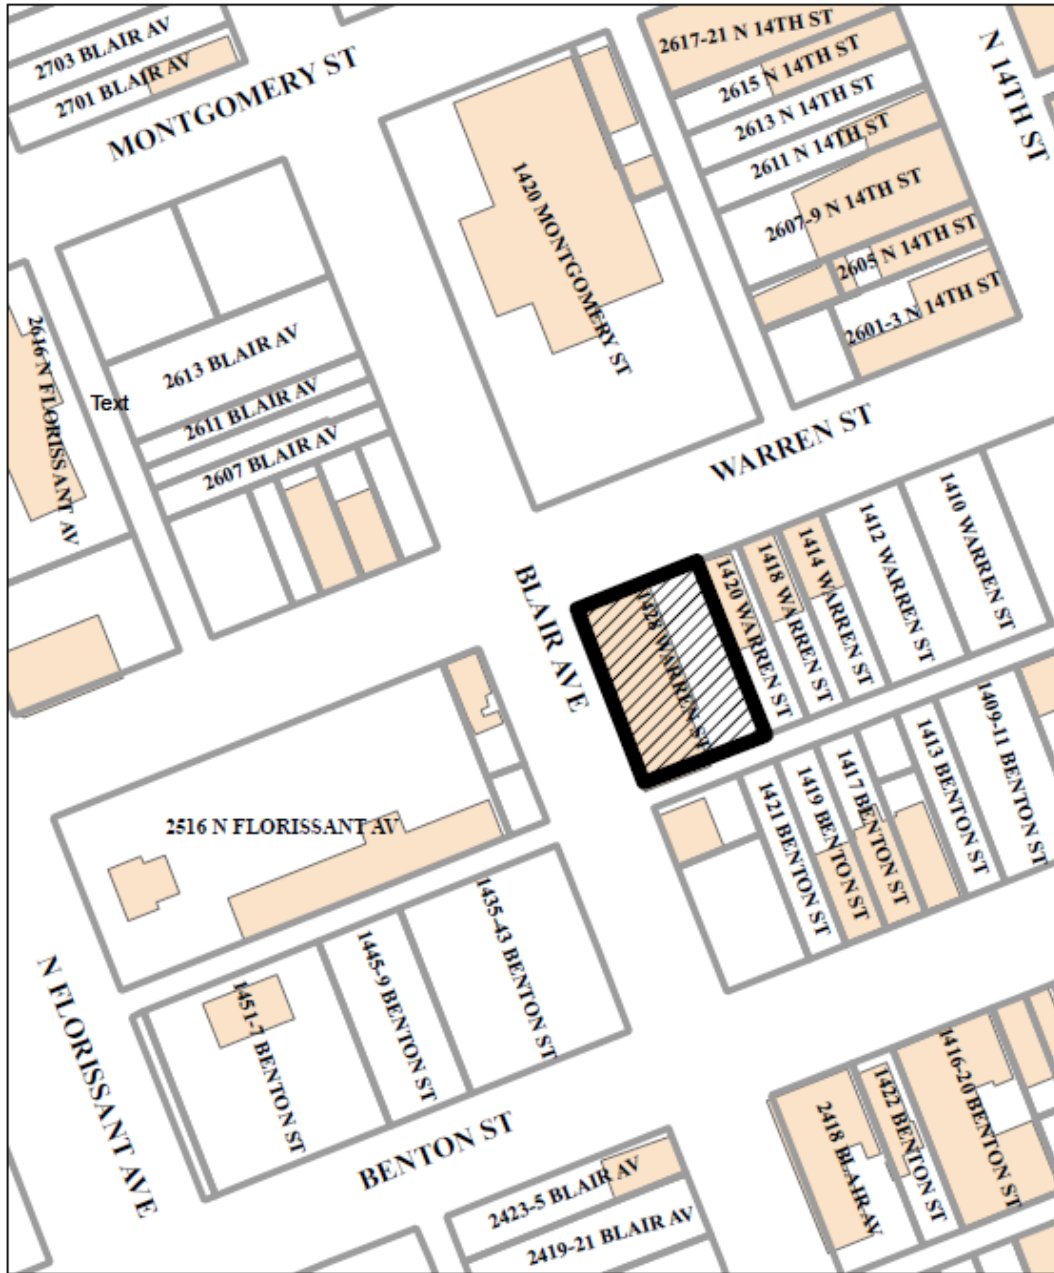 2703 BLAIR AV
2701 BLAIR AV
MONTGOMERY ST
2617-21 N 14TH ST
2615 N 14TH ST
2613 N 14TH ST
2611 N 14TH ST
2607-9 N 14TH ST
2605 N 14TH ST
2601-3 N 14TH ST
N 14TH ST
1420 MONTGOMERY ST
2616 N FLORISSANT AV
Text
2613 BLAIR AV
2611 BLAIR AV
2607 BLAIR AV
WARREN ST
BLAIR AVE
1428 WARREN ST
1420 WARREN ST
1418 WARREN ST
1414 WARREN ST
1412 WARREN ST
1410 WARREN ST
1421 BENTON ST
1419 BENTON ST
1417 BENTON ST
1413 BENTON ST
1409-11 BENTON ST
2516 N FLORISSANT AV
1451-7 BENTON ST
1445-9 BENTON ST
1435-43 BENTON ST
N FLORISSANT AVE
BENTON ST
2423-5 BLAIR AV
2419-21 BLAIR AV
2418 BLAIR AV
1422 BENTON ST
1416-20 BENTON ST